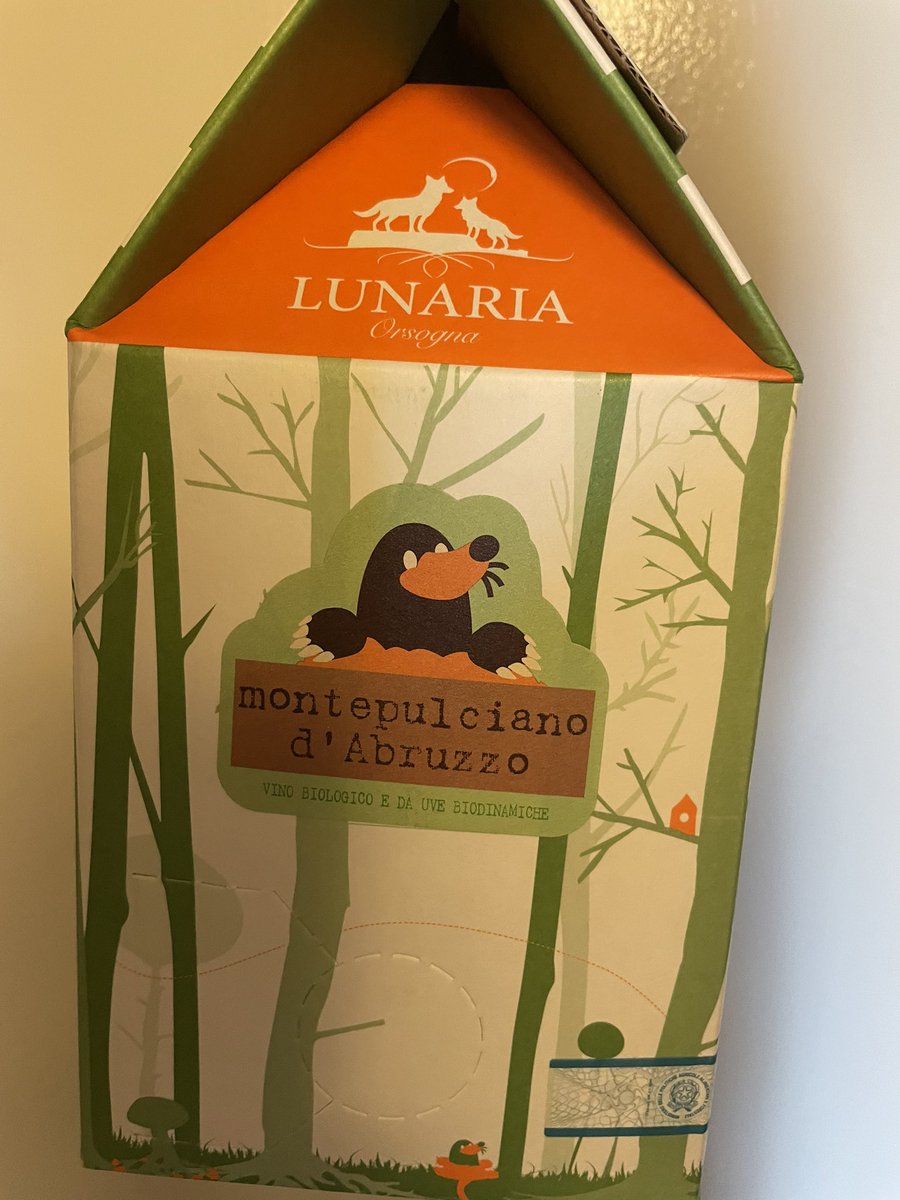 LUNARIA
Orsogna
montepulciano
d'Abruzzo
VINO BIOLOGICO E DA UVE BIODINAMICHE